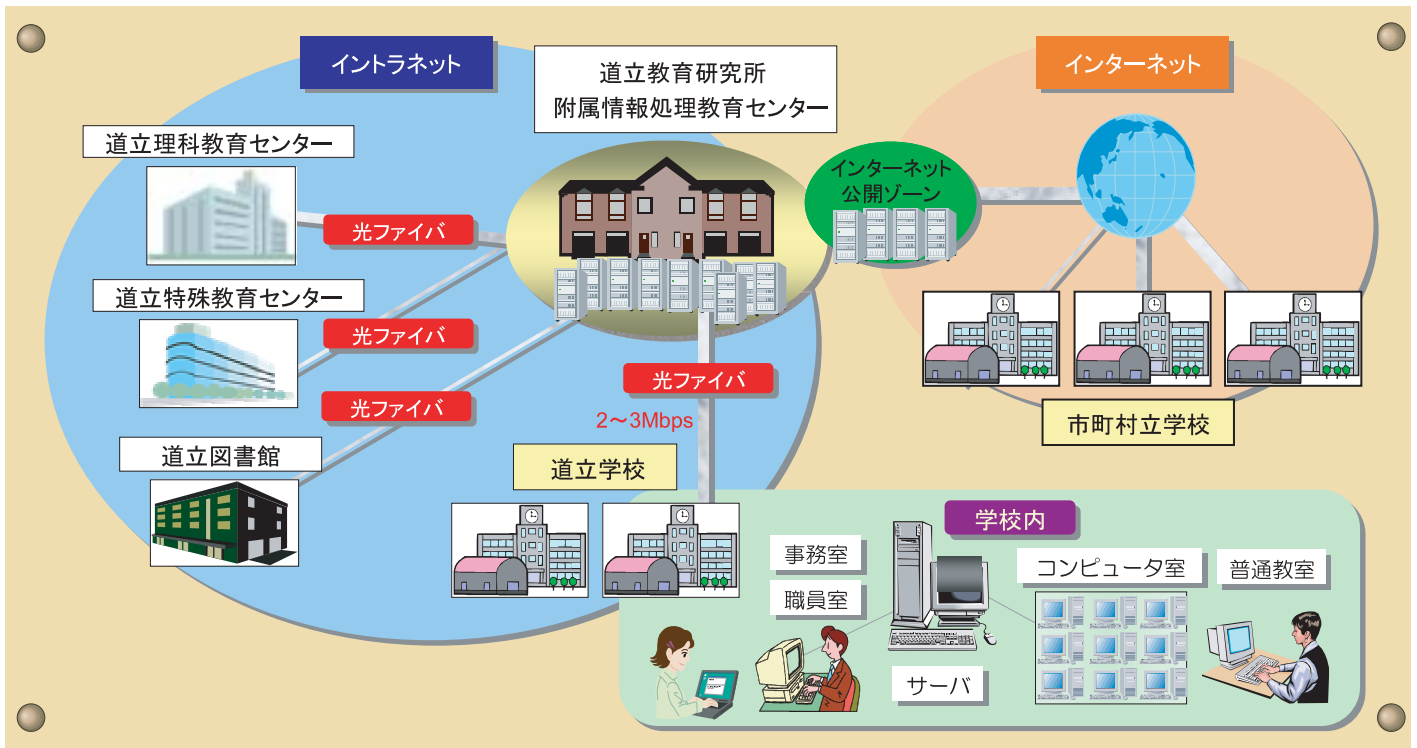 イントラネット
道立教育研究所
附属情報処理教育センター
インターネット
道立理科教育センター
インターネット
公開ゾーン
光ファイバ
道立特殊教育センター
光ファイバ
光ファイバ
光ファイバ
2～3Mbps
市町村立学校
道立図書館
道立学校
学校内
事務室
職員室
コンピュータ室
普通教室
サーバ